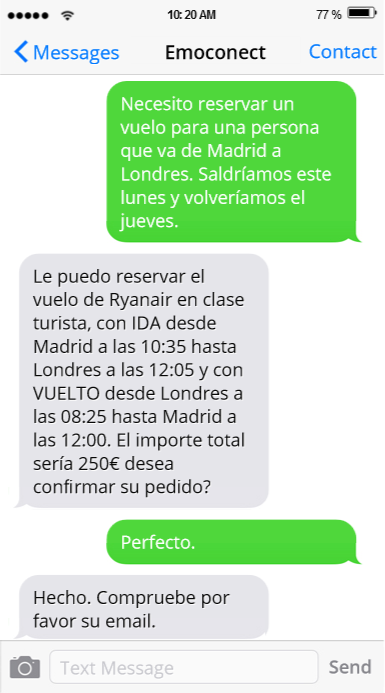 10:20 AM
77 %
Messages
Emoconect
Contact
Necesito reservar un
vuelo para una persona
que va de Madrid a
Londres. Saldríamos este
lunes y volveríamos el
jueves.
Le puedo reservar el
vuelo de Ryanair en clase
turista, con IDA desde
Madrid a las 10:35 hasta
Londres a las 12:05 y con
VUELTO desde Londres a
las 08:25 hasta Madrid a
las 12:00. El importe total
sería 250€ desea
confirmar su pedido?
Perfecto.
Hecho. Compruebe por
favor su email.
Text Message
Send